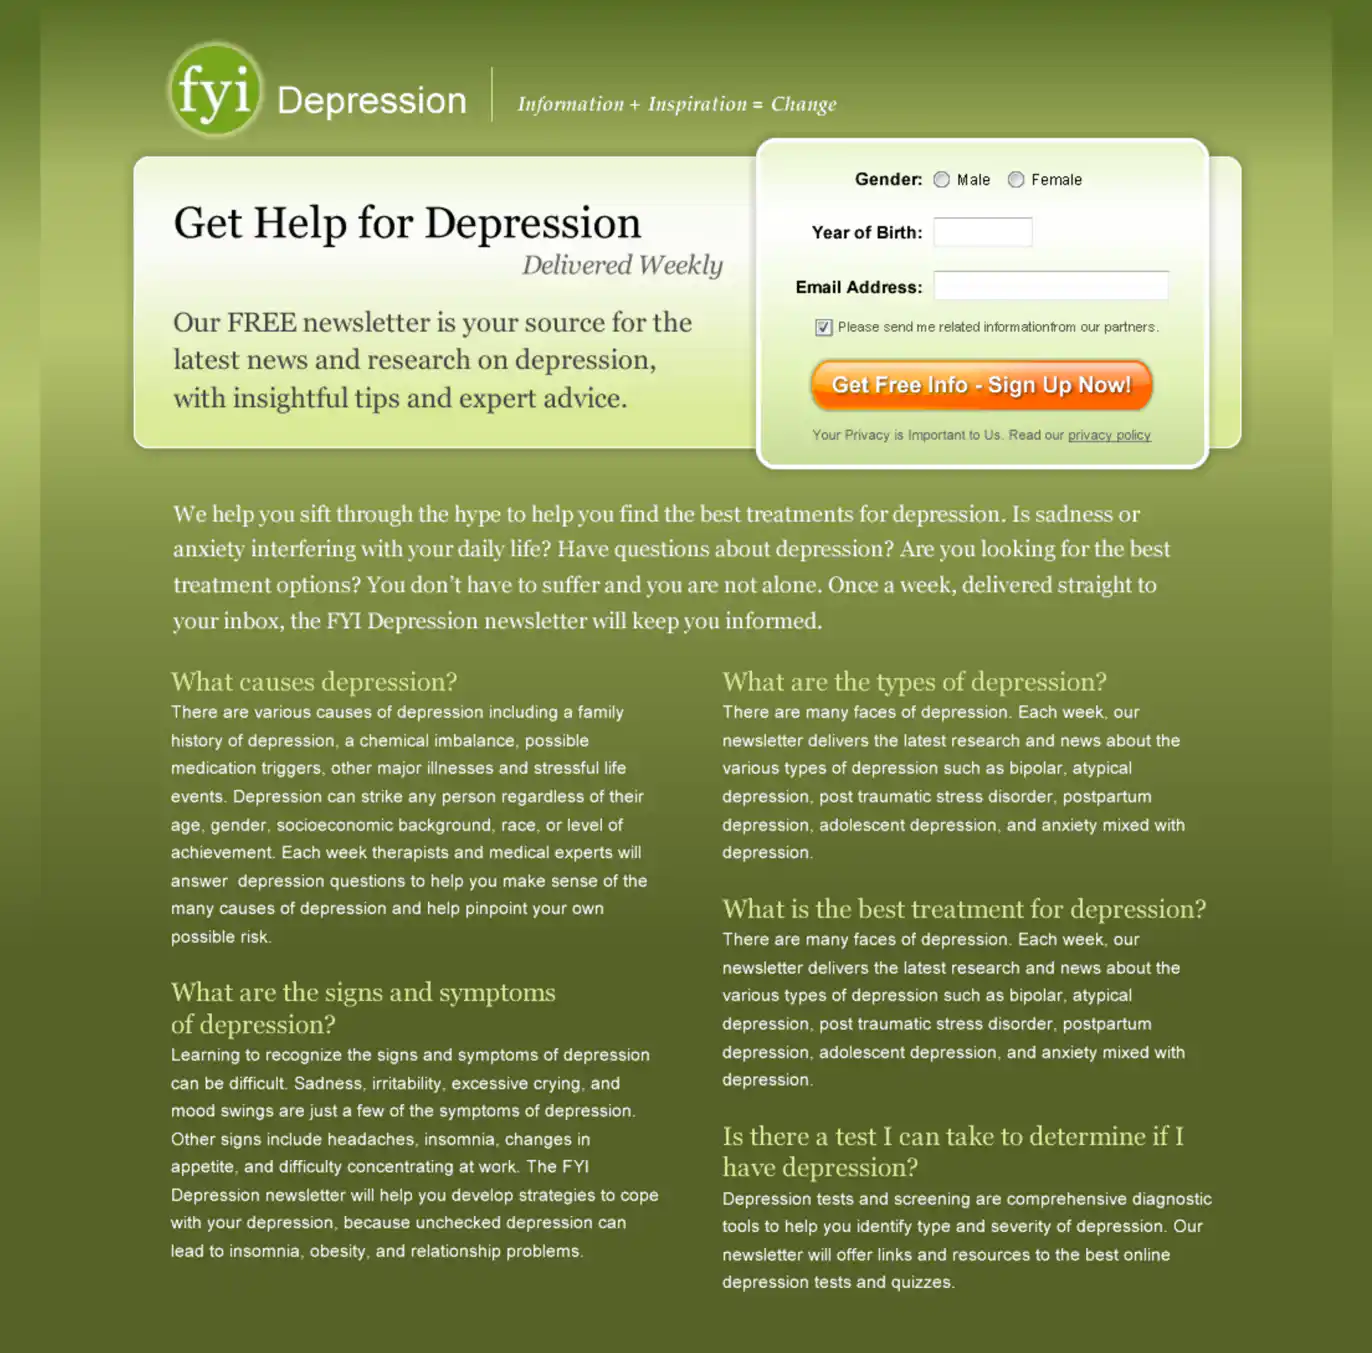 fyi Depression
Information + Inspiration = Change
Get Help for Depression
Delivered Weekly
Our FREE newsletter is your source for the
latest news and research on depression,
with insightful tips and expert advice.
Gender: Male Female
Year of Birth:
Email Address:
Please send me related informationfrom our partners.
Get Free Info - Sign Up Now!
Your Privacy is Important to Us. Read our privacy policy
We help you sift through the hype to help you find the best treatments for depression. Is sadness or
anxiety interfering with your daily life? Have questions about depression? Are you looking for the best
treatment options? You don’t have to suffer and you are not alone. Once a week, delivered straight to
your inbox, the FYI Depression newsletter will keep you informed.
What causes depression?
There are various causes of depression including a family
history of depression, a chemical imbalance, possible
medication triggers, other major illnesses and stressful life
events. Depression can strike any person regardless of their
age, gender, socioeconomic background, race, or level of
achievement. Each week therapists and medical experts will
answer  depression questions to help you make sense of the
many causes of depression and help pinpoint your own
possible risk.
What are the signs and symptoms
of depression?
Learning to recognize the signs and symptoms of depression
can be difficult. Sadness, irritability, excessive crying, and
mood swings are just a few of the symptoms of depression.
Other signs include headaches, insomnia, changes in
appetite, and difficulty concentrating at work. The FYI
Depression newsletter will help you develop strategies to cope
with your depression, because unchecked depression can
lead to insomnia, obesity, and relationship problems.
What are the types of depression?
There are many faces of depression. Each week, our
newsletter delivers the latest research and news about the
various types of depression such as bipolar, atypical
depression, post traumatic stress disorder, postpartum
depression, adolescent depression, and anxiety mixed with
depression.
What is the best treatment for depression?
There are many faces of depression. Each week, our
newsletter delivers the latest research and news about the
various types of depression such as bipolar, atypical
depression, post traumatic stress disorder, postpartum
depression, adolescent depression, and anxiety mixed with
depression.
Is there a test I can take to determine if I
have depression?
Depression tests and screening are comprehensive diagnostic
tools to help you identify type and severity of depression. Our
newsletter will offer links and resources to the best online
depression tests and quizzes.